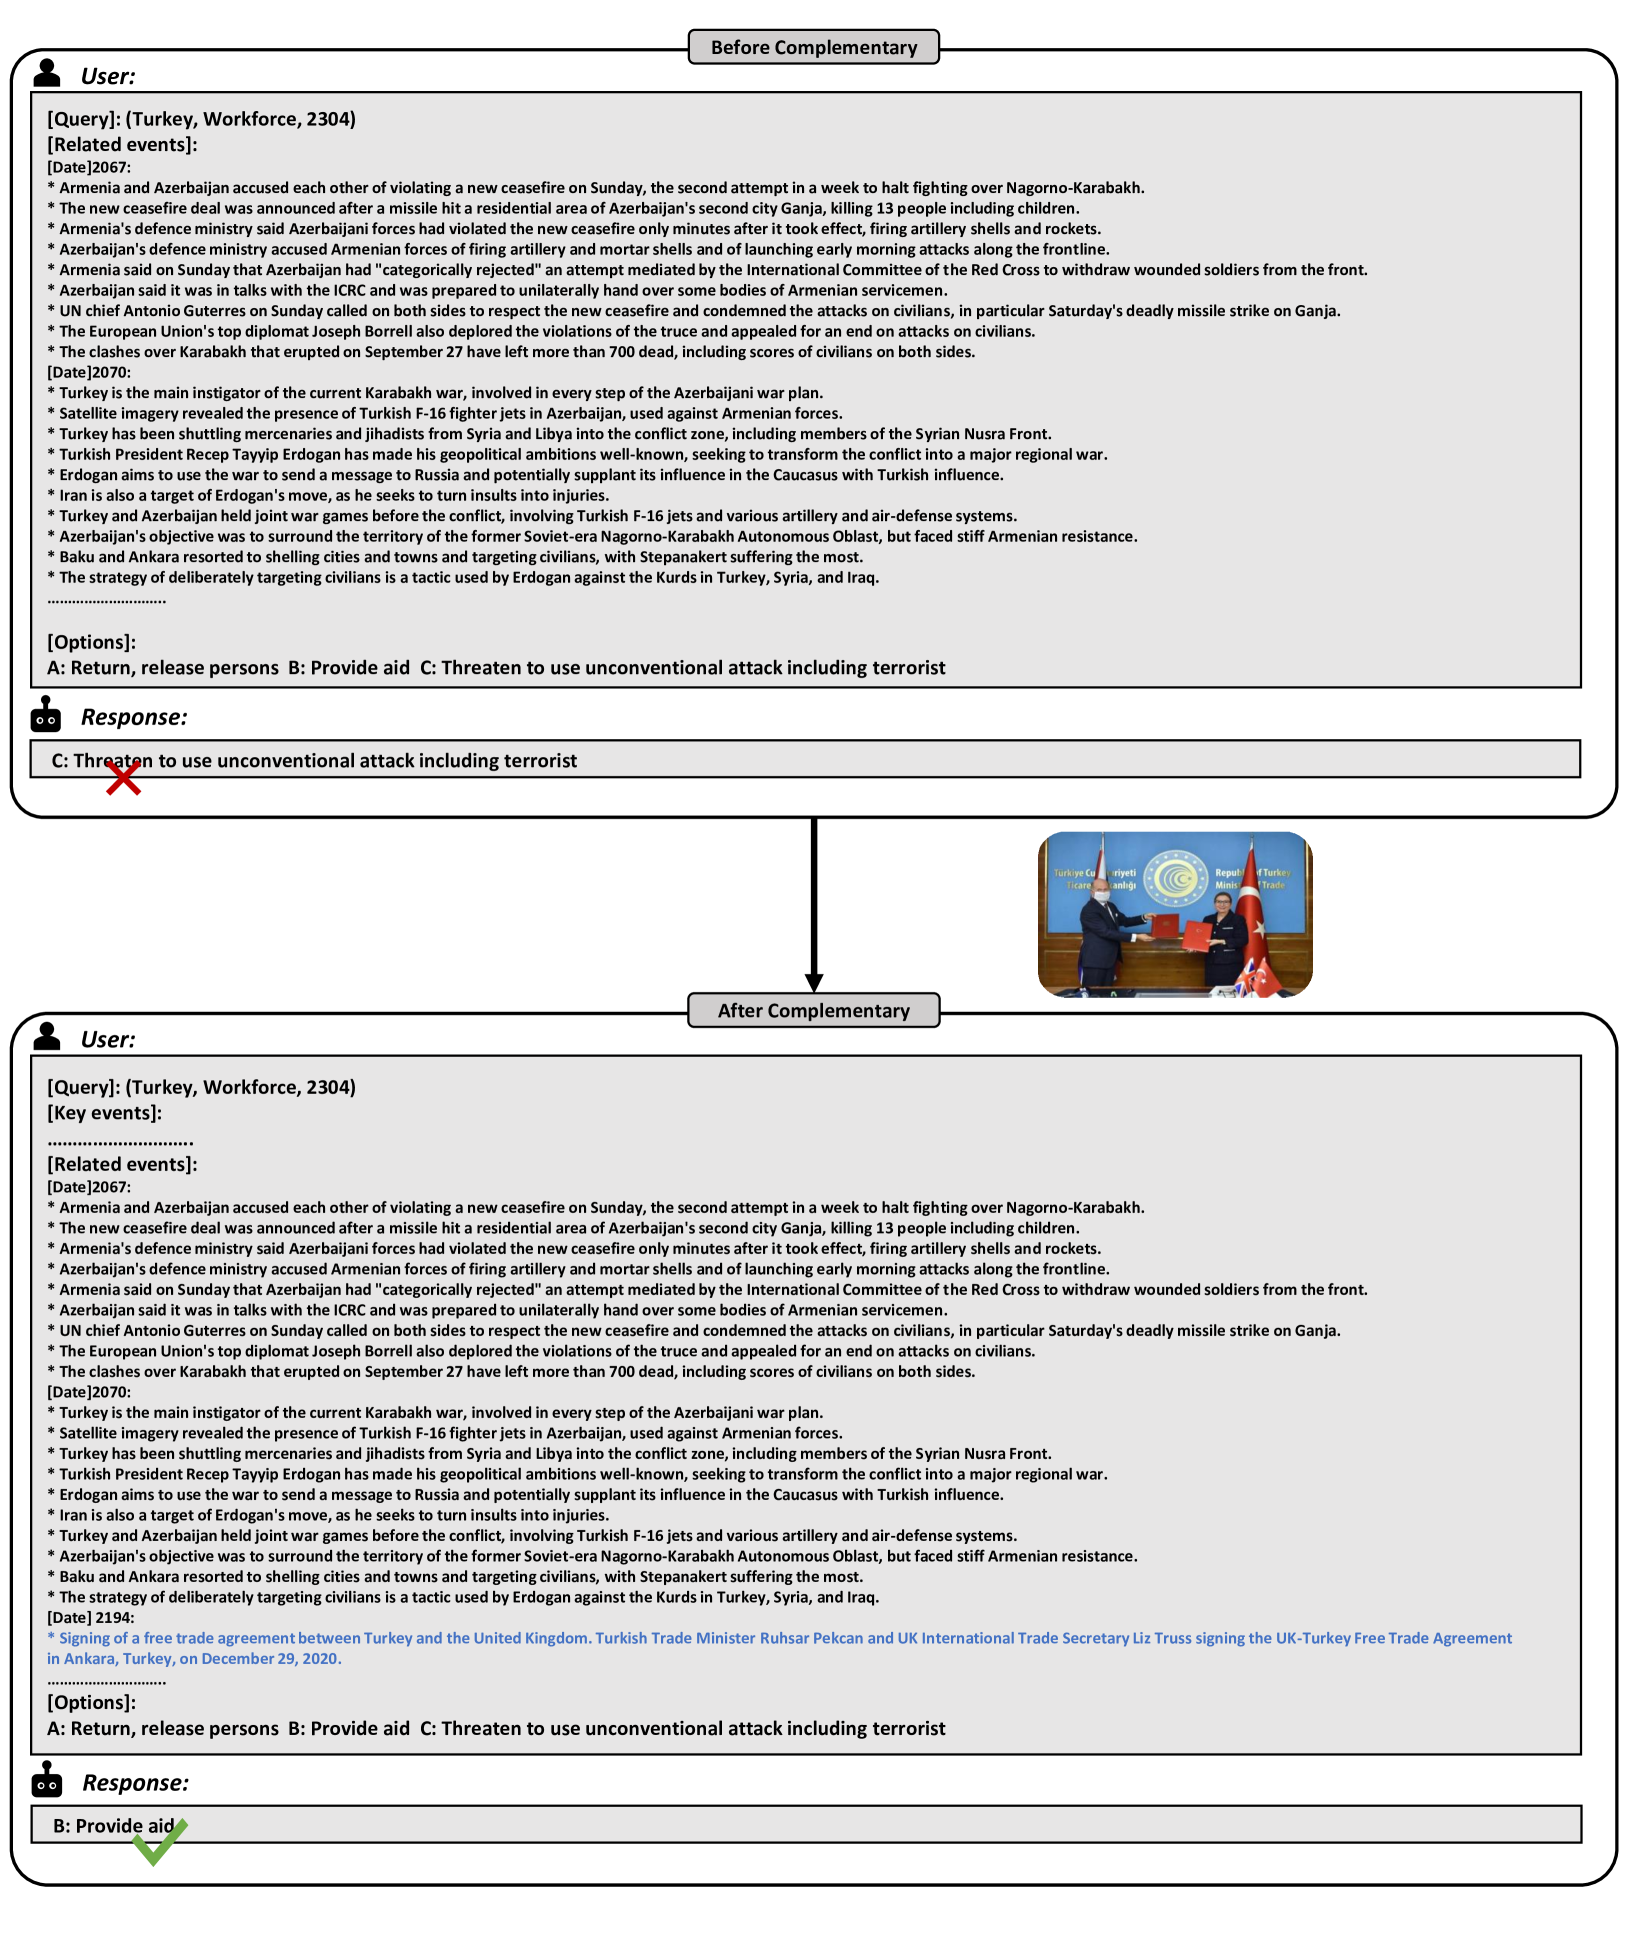 Before Complementary
User:
[Query]: (Turkey, Workforce, 2304)
[Related events]:
[Date]2067:
* Armenia and Azerbaijan accused each other of violating a new ceasefire on Sunday, the second attempt in a week to halt fighting over Nagorno-Karabakh.
* The new ceasefire deal was announced after a missile hit a residential area of Azerbaijan's second city Ganja, killing 13 people including children.
* Armenia's defence ministry said Azerbaijani forces had violated the new ceasefire only minutes after it took effect, firing artillery shells and rockets.
* Azerbaijan's defence ministry accused Armenian forces of firing artillery and mortar shells and of launching early morning attacks along the frontline.
* Armenia said on Sunday that Azerbaijan had "categorically rejected" an attempt mediated by the International Committee of the Red Cross to withdraw wounded soldiers from the front.
* Azerbaijan said it was in talks with the ICRC and was prepared to unilaterally hand over some bodies of Armenian servicemen.
* UN chief Antonio Guterres on Sunday called on both sides to respect the new ceasefire and condemned the attacks on civilians, in particular Saturday's deadly missile strike on Ganja.
* The European Union's top diplomat Joseph Borrell also deplored the violations of the truce and appealed for an end on attacks on civilians.
* The clashes over Karabakh that erupted on September 27 have left more than 700 dead, including scores of civilians on both sides.
[Date]2070:
* Turkey is the main instigator of the current Karabakh war, involved in every step of the Azerbaijani war plan.
* Satellite imagery revealed the presence of Turkish F-16 fighter jets in Azerbaijan, used against Armenian forces.
* Turkey has been shuttling mercenaries and jihadists from Syria and Libya into the conflict zone, including members of the Syrian Nusra Front.
* Turkish President Recep Tayyip Erdogan has made his geopolitical ambitions well-known, seeking to transform the conflict into a major regional war.
* Erdogan aims to use the war to send a message to Russia and potentially supplant its influence in the Caucasus with Turkish influence.
* Iran is also a target of Erdogan's move, as he seeks to turn insults into injuries.
* Turkey and Azerbaijan held joint war games before the conflict, involving Turkish F-16 jets and various artillery and air-defense systems.
* Azerbaijan's objective was to surround the territory of the former Soviet-era Nagorno-Karabakh Autonomous Oblast, but faced stiff Armenian resistance.
* Baku and Ankara resorted to shelling cities and towns and targeting civilians, with Stepanakert suffering the most.
* The strategy of deliberately targeting civilians is a tactic used by Erdogan against the Kurds in Turkey, Syria, and Iraq.
.............................
[Options]:
A: Return, release persons B: Provide aid C: Threaten to use unconventional attack including terrorist
Response:
C: Threaten to use unconventional attack including terrorist
Türkiye Republic of Turkey
of Trade
After Complementary
User:
[Query]: (Turkey, Workforce, 2304)
[Key events]:
.............................
[Related events]:
[Date]2067:
* Armenia and Azerbaijan accused each other of violating a new ceasefire on Sunday, the second attempt in a week to halt fighting over Nagorno-Karabakh.
* The new ceasefire deal was announced after a missile hit a residential area of Azerbaijan's second city Ganja, killing 13 people including children.
* Armenia's defence ministry said Azerbaijani forces had violated the new ceasefire only minutes after it took effect, firing artillery shells and rockets.
* Azerbaijan's defence ministry accused Armenian forces of firing artillery and mortar shells and of launching early morning attacks along the frontline.
* Armenia said on Sunday that Azerbaijan had "categorically rejected" an attempt mediated by the International Committee of the Red Cross to withdraw wounded soldiers from the front.
* Azerbaijan said it was in talks with the ICRC and was prepared to unilaterally hand over some bodies of Armenian servicemen.
* UN chief Antonio Guterres on Sunday called on both sides to respect the new ceasefire and condemned the attacks on civilians, in particular Saturday's deadly missile strike on Ganja.
* The European Union's top diplomat Joseph Borrell also deplored the violations of the truce and appealed for an end on attacks on civilians.
* The clashes over Karabakh that erupted on September 27 have left more than 700 dead, including scores of civilians on both sides.
[Date]2070:
* Turkey is the main instigator of the current Karabakh war, involved in every step of the Azerbaijani war plan.
* Satellite imagery revealed the presence of Turkish F-16 fighter jets in Azerbaijan, used against Armenian forces.
* Turkey has been shuttling mercenaries and jihadists from Syria and Libya into the conflict zone, including members of the Syrian Nusra Front.
* Turkish President Recep Tayyip Erdogan has made his geopolitical ambitions well-known, seeking to transform the conflict into a major regional war.
* Erdogan aims to use the war to send a message to Russia and potentially supplant its influence in the Caucasus with Turkish influence.
* Iran is also a target of Erdogan's move, as he seeks to turn insults into injuries.
* Turkey and Azerbaijan held joint war games before the conflict, involving Turkish F-16 jets and various artillery and air-defense systems.
* Azerbaijan's objective was to surround the territory of the former Soviet-era Nagorno-Karabakh Autonomous Oblast, but faced stiff Armenian resistance.
* Baku and Ankara resorted to shelling cities and towns and targeting civilians, with Stepanakert suffering the most.
* The strategy of deliberately targeting civilians is a tactic used by Erdogan against the Kurds in Turkey, Syria, and Iraq.
[Date] 2194:
* Signing of a free trade agreement between Turkey and the United Kingdom. Turkish Trade Minister Ruhsar Pekcan and UK International Trade Secretary Liz Truss signing the UK-Turkey Free Trade Agreement
in Ankara, Turkey, on December 29, 2020.
.............................
[Options]:
A: Return, release persons B: Provide aid C: Threaten to use unconventional attack including terrorist
Response:
B: Provide aid